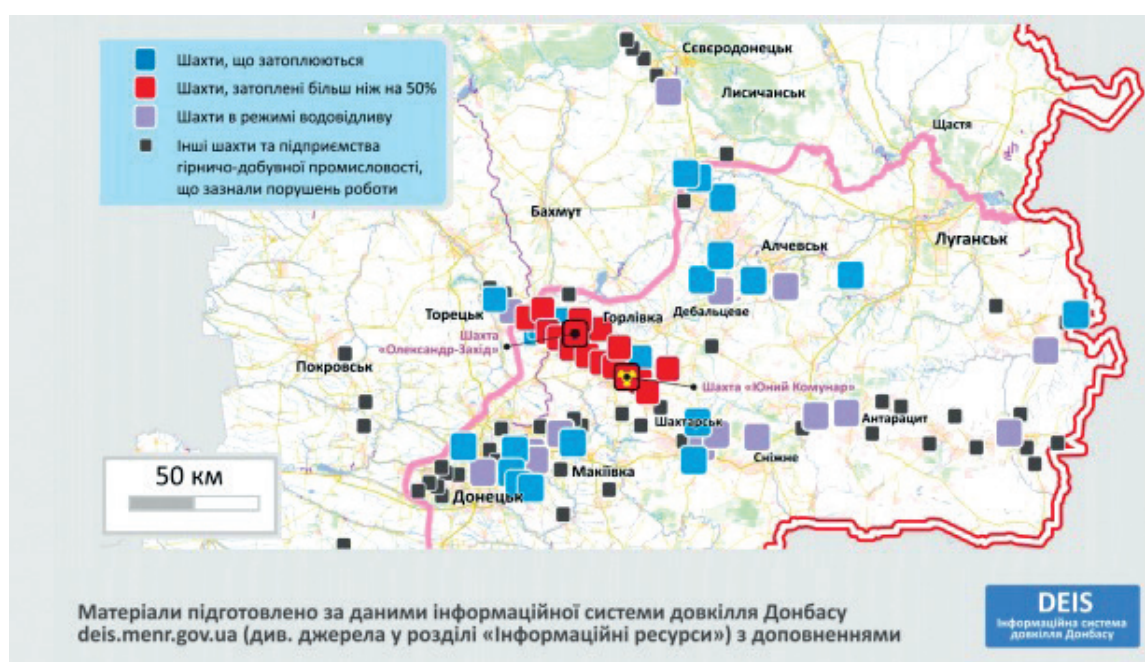 Шахти, що затоплюються
Шахти, затоплені більш ніж на 50%
Шахти в режимі водовідливу
Інші шахти та підприємства
гірничо-добувної промисловості,
що зазнали порушень роботи
Сєвєродонецьк
Лисичанськ
Щастя
Бахмут
Алчевськ
Луганськ
Торецьк
Горлівка
Дебальцеве
Шахта
«Олександр-Захід»
Покровськ
Шахта «Юний Комунар»
Шахтарськ
Антарацит
Сніжне
Макіївка
Донецьк
50 км
Матеріали підготовлено за даними інформаційної системи довкілля Донбасу
deis.menr.gov.ua (див. джерела у розділі «Інформаційні ресурси») з доповненнями
DEIS
Інформаційна система
довкілля Донбасу